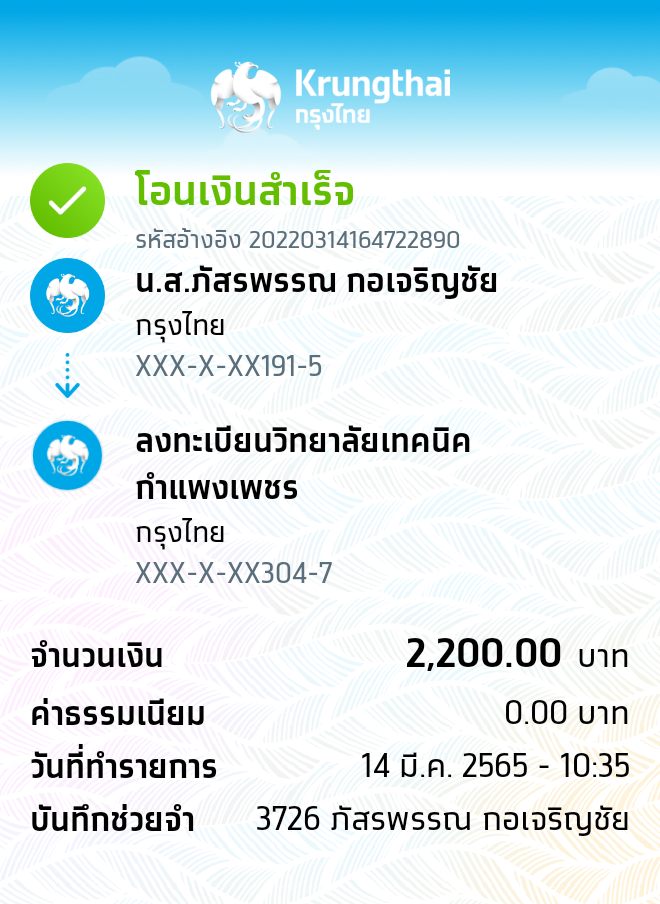 Krungthai
กรุงไทย
โอนเงินสำเร็จ
รหัสอ้างอิง 20220314164722890
น.ส.ภัสรพรรณ กอเจริญชัย
กรุงไทย
XXX-X-XX191-5
ลงทะเบียนวิทยาลัยเทคนิค
กำแพงเพชร
กรุงไทย
XXX-X-XX304-7
จำนวนเงิน 2,200.00 บาท
ค่าธรรมเนียม 0.00 บาท
วันที่ทำรายการ 14 มี.ค. 2565 - 10:35
บันทึกช่วยจำ 3726 ภัสรพรรณ กอเจริญชัย